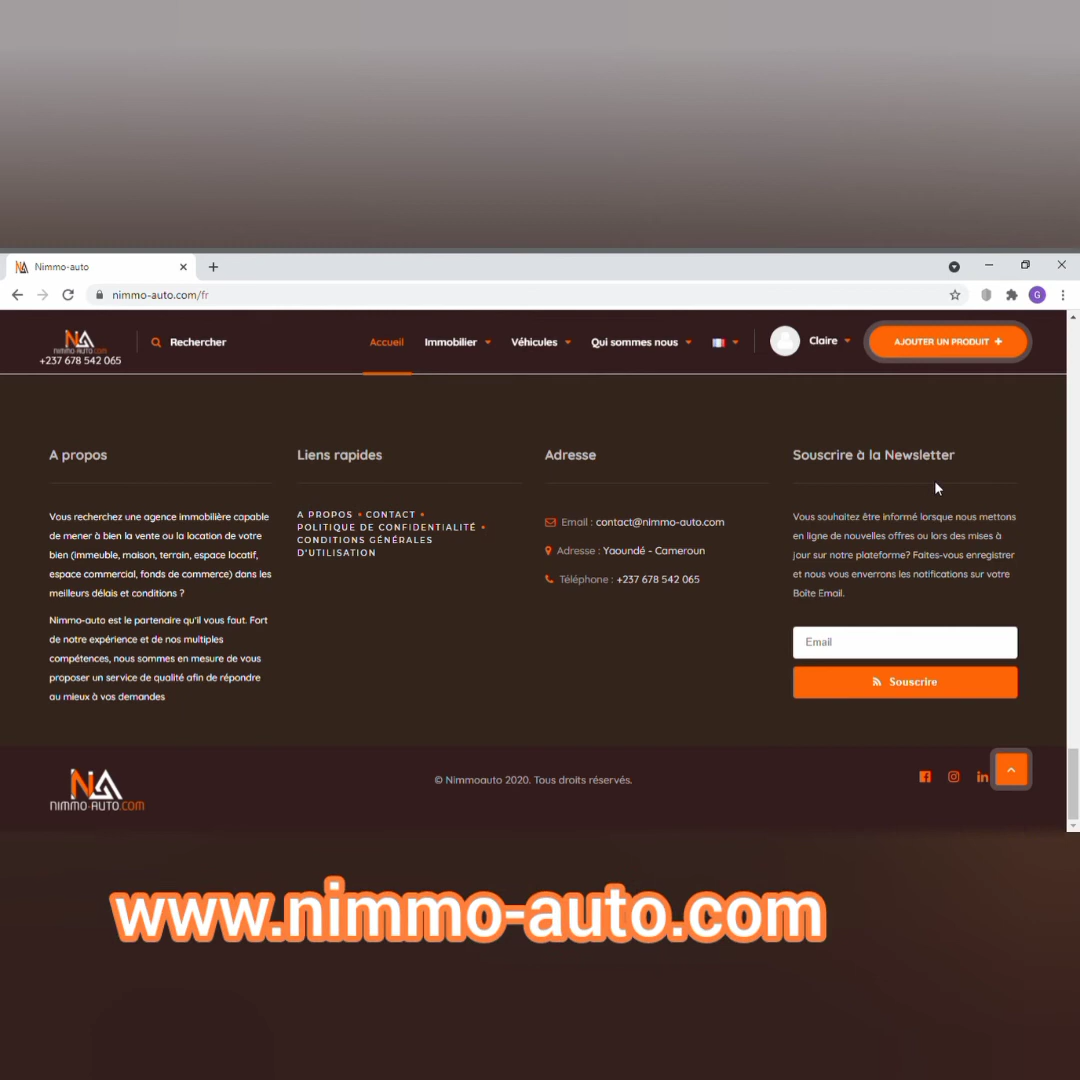 Nimmo-auto
nimmo-auto.com/fr
G
NA
NIMMO-AUTO.COM
+237 678 542 065
Rechercher
Accueil
Immobilier
Véhicules
Qui sommes nous
Claire
AJOUTER UN PRODUIT +
A propos
Vous recherchez une agence immobilière capable
de mener à bien la vente ou la location de votre
bien (immeuble, maison, terrain, espace locatif,
espace commercial, fonds de commerce) dans les
meilleurs délais et conditions ?
Nimmo-auto est le partenaire qu'il vous faut. Fort
de notre expérience et de nos multiples
compétences, nous sommes en mesure de vous
proposer un service de qualité afin de répondre
au mieux à vos demandes
Liens rapides
A PROPOS • CONTACT •
POLITIQUE DE CONFIDENTIALITÉ •
CONDITIONS GÉNÉRALES
D'UTILISATION
Adresse
Email : contact@nimmo-auto.com
Adresse : Yaoundé - Cameroun
Téléphone : +237 678 542 065
Souscrire à la Newsletter
Vous souhaitez être informé lorsque nous mettons
en ligne de nouvelles offres ou lors des mises à
jour sur notre plateforme? Faites-vous enregistrer
et nous vous enverrons les notifications sur votre
Boîte Email.
Email
Souscrire
NA
NIMMO-AUTO.COM
© Nimmoauto 2020. Tous droits réservés.
in
www.nimmo-auto.com